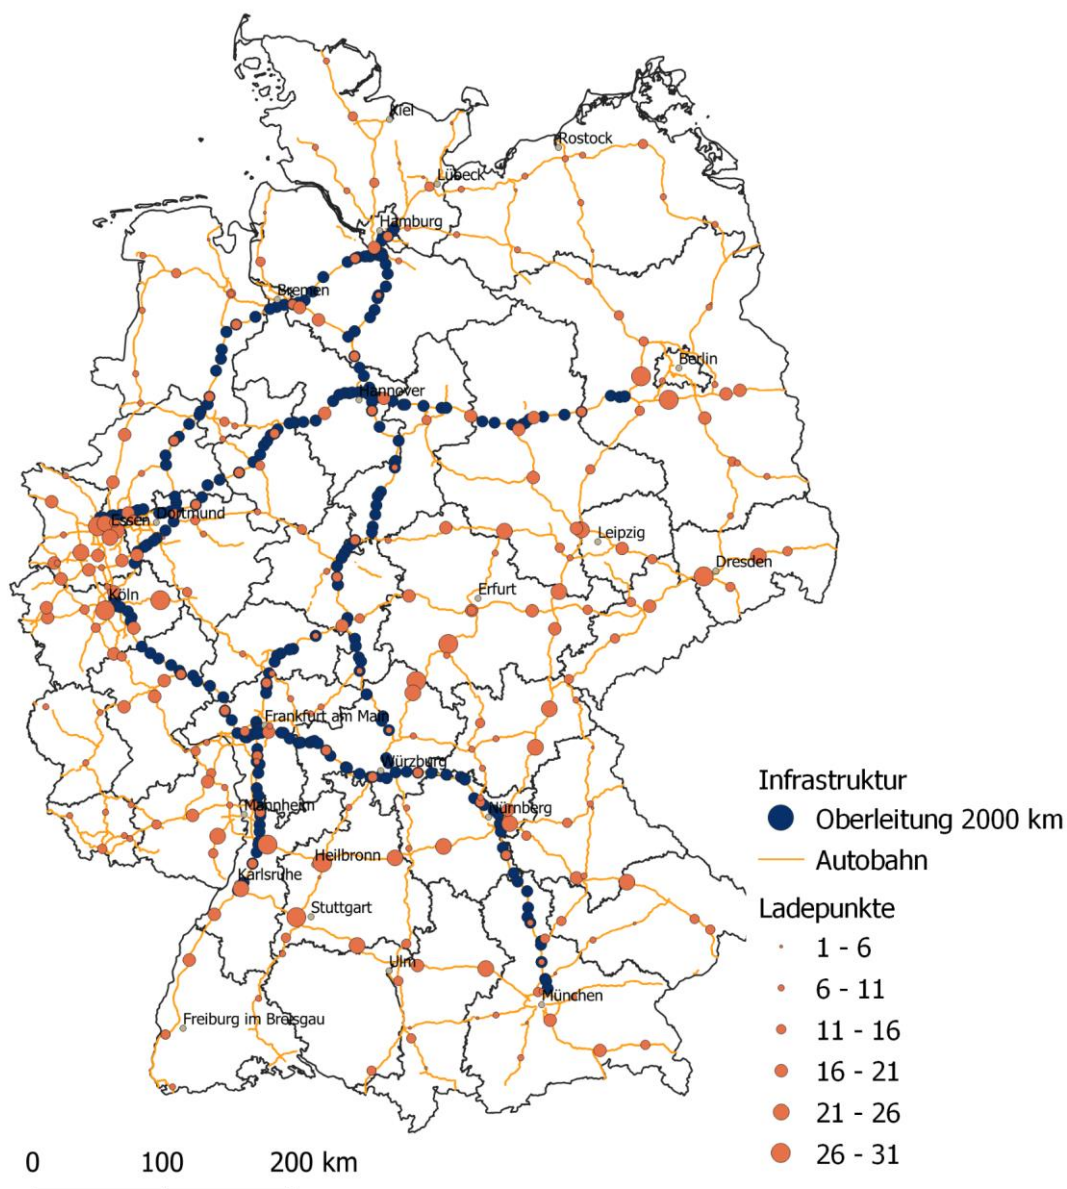 Kiel
Rostock
Lübeck
Hamburg
Bremen
Berlin
Hannover
Essen
Dortmund
Leipzig
Dresden
Köln
Erfurt
Frankfurt am Main
Würzburg
Infrastruktur
Mannheim
Nürnberg
Oberleitung 2000 km
Heilbronn
Autobahn
Karlsruhe
Stuttgart
Ladepunkte
1 - 6
Ulm
6 - 11
München
Freiburg im Breisgau
11 - 16
16 - 21
21 - 26
0 100 200 km
26 - 31